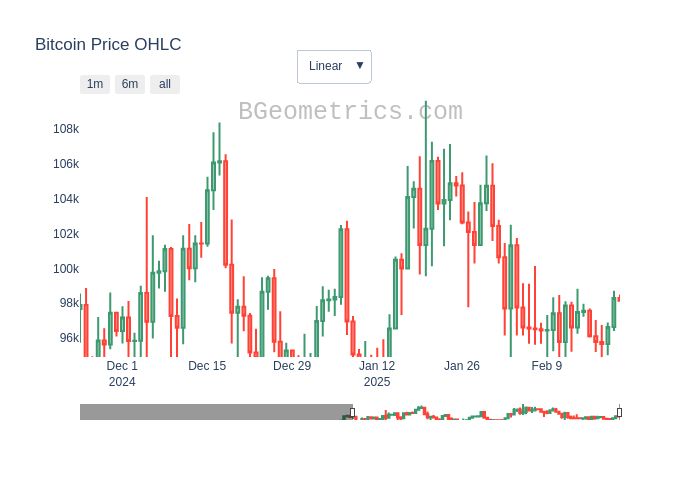 Bitcoin Price OHLC
Linear ▼
1m 6m all
BGeometrics.com
108k
106k
104k
102k
100k
98k
96k
Dec 1 Dec 15 Dec 29 Jan 12 Jan 26 Feb 9
2024 2025